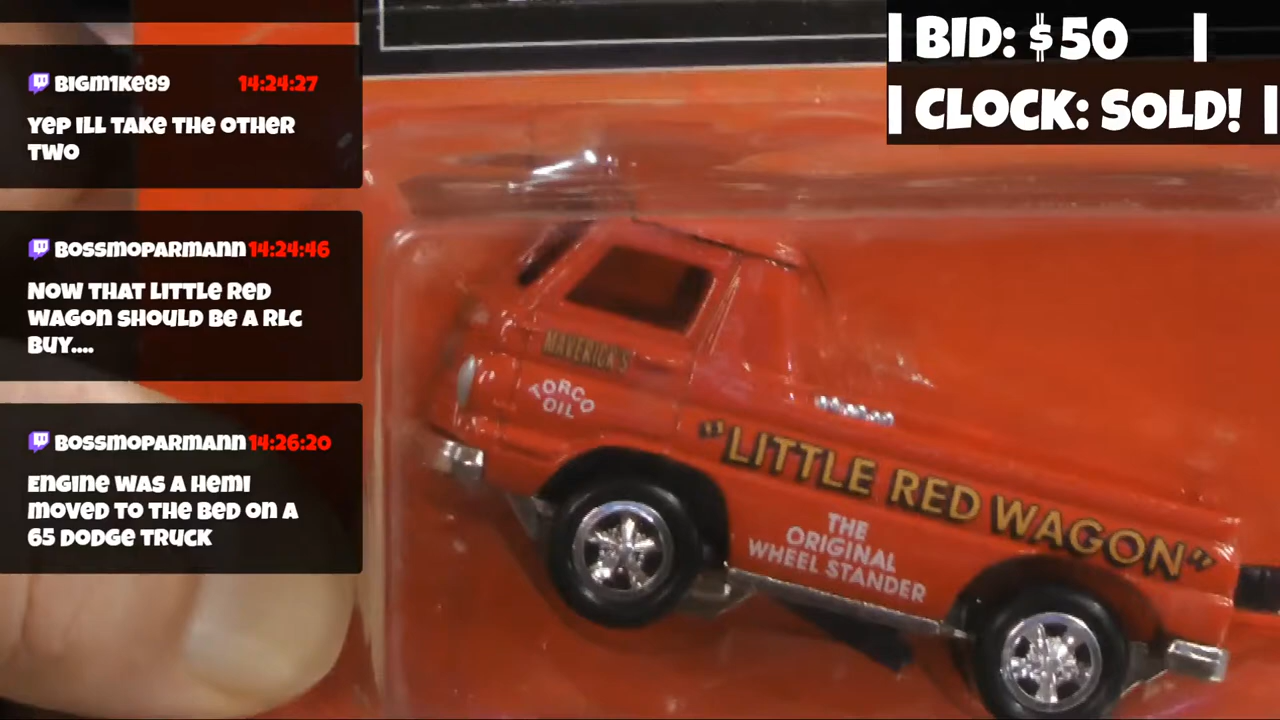 BIGM1KE89 14:24:27
YEP ILL TAKE THE OTHER
TWO
BOSSMOPARMANN 14:24:46
NOW THAT LITTLE RED
WAGON SHOULD BE A RLC
BUY....
BOSSMOPARMANN 14:26:20
ENGINE WAS A HEMI
MOVED TO THE BED ON A
65 DODGE TRUCK
| BID: $50 |
| CLOCK: SOLD! |
MAVERICK'S
TORCO
OIL
"LITTLE RED WAGON"
THE
ORIGINAL
WHEEL STANDER